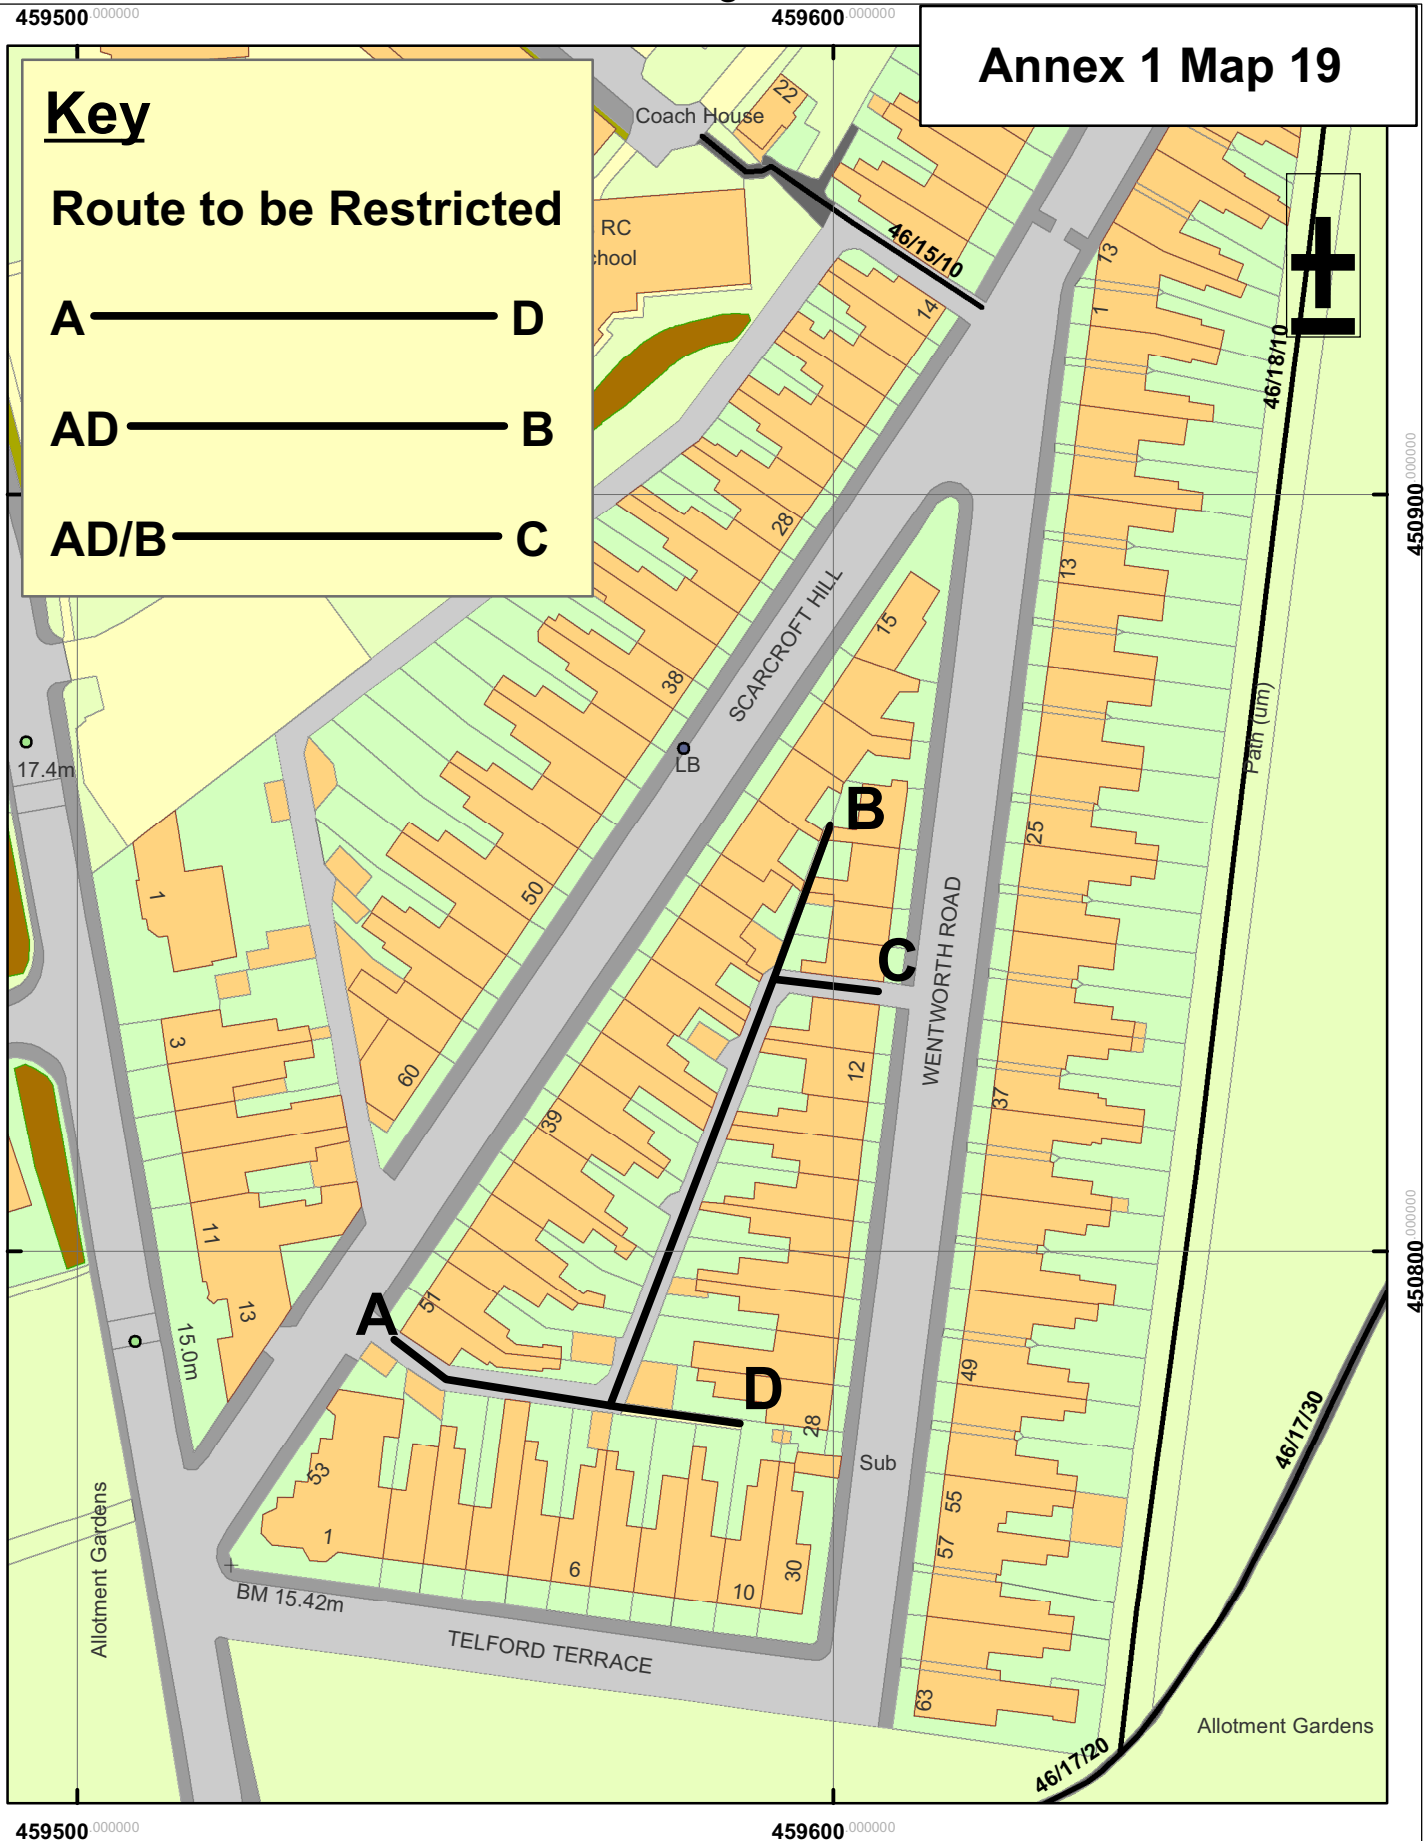 459500.000000
459600.000000
Annex 1 Map 19
Key
Route to be Restricted
A D
AD B
AD/B C
Coach House
22
RC
hool
46/15/10
14
13
1
46/18/10
450900.000000
28
13
15
SCARCROFT HILL
38
LB
Path (um)
17.4m
B
25
1
50
WENTWORTH ROAD
C
3
60
12
37
39
11
13
A
51
15.0m
450800.000000
D
49
28
46/17/30
Sub
53
55
57
1
6
10
30
Allotment Gardens
BM 15.42m
TELFORD TERRACE
63
Allotment Gardens
46/17/20
459500.000000
459600.000000